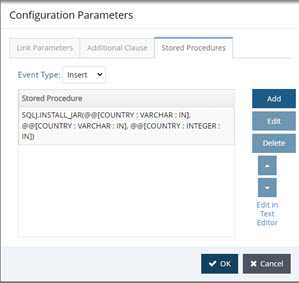 Configuration Parameters
Link Parameters Additional Clause Stored Procedures
Event Type: Insert
Stored Procedure
SQLJ.INSTALL_JAR(@@[COUNTRY : VARCHAR : IN],
@@[COUNTRY : VARCHAR : IN], @@[COUNTRY : INTEGER :
IN])
Add
Edit
Delete
Edit in
Text
Editor
OK Cancel